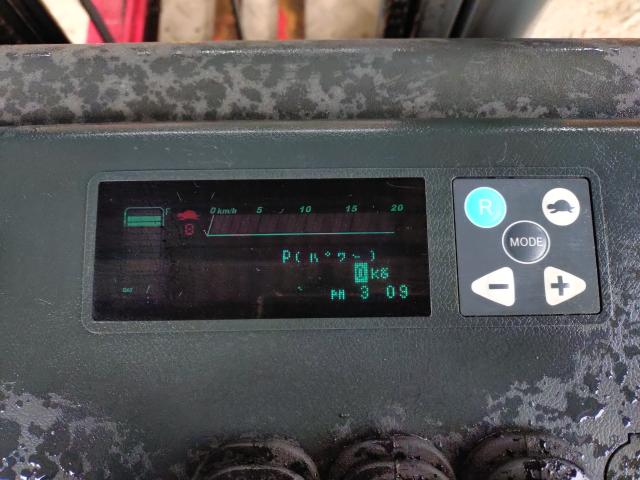 F
0 km/h 5 10 15 20
8
P(パワー)
0kg
PM 3 09
R
MODE
- +